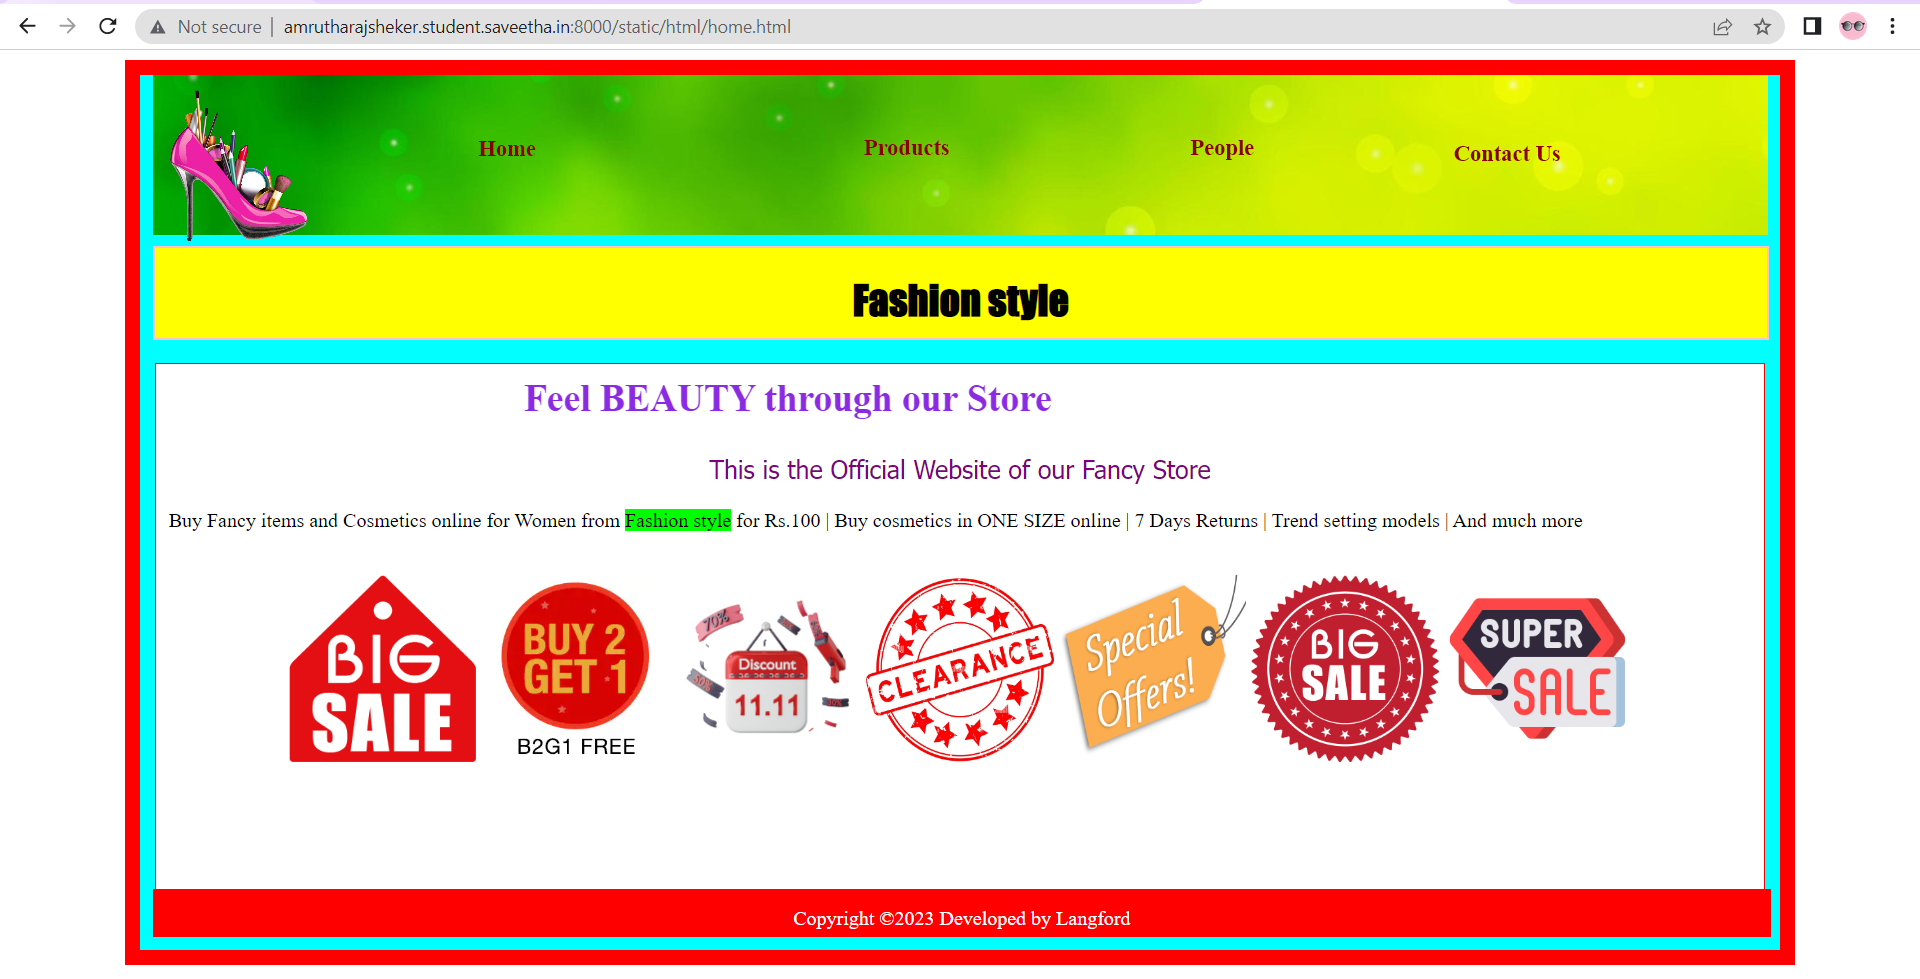 Not secure | amrutharajsheker.student.saveetha.in:8000/static/html/home.html
Home
Products
People
Contact Us
Fashion style
Feel BEAUTY through our Store
This is the Official Website of our Fancy Store
Buy Fancy items and Cosmetics online for Women from Fashion style for Rs.100 | Buy cosmetics in ONE SIZE online | 7 Days Returns | Trend setting models | And much more
BIG
SALE
BUY 2
GET 1
B2G1 FREE
70%
50%
Discount
11.11
CLEARANCE
Special
Offers!
BIG
SALE
SUPER
SALE
Copyright ©2023 Developed by Langford